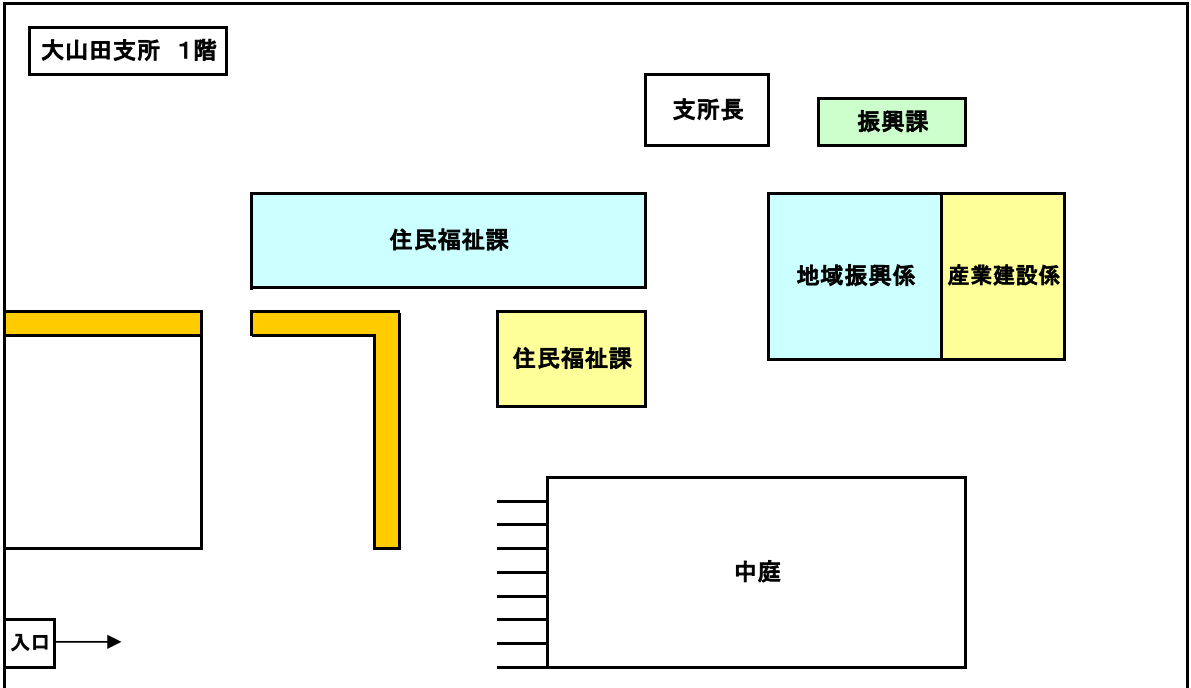 大山田支所　1階
支所長
振興課
住民福祉課
地域振興係
産業建設係
住民福祉課
中庭
入口